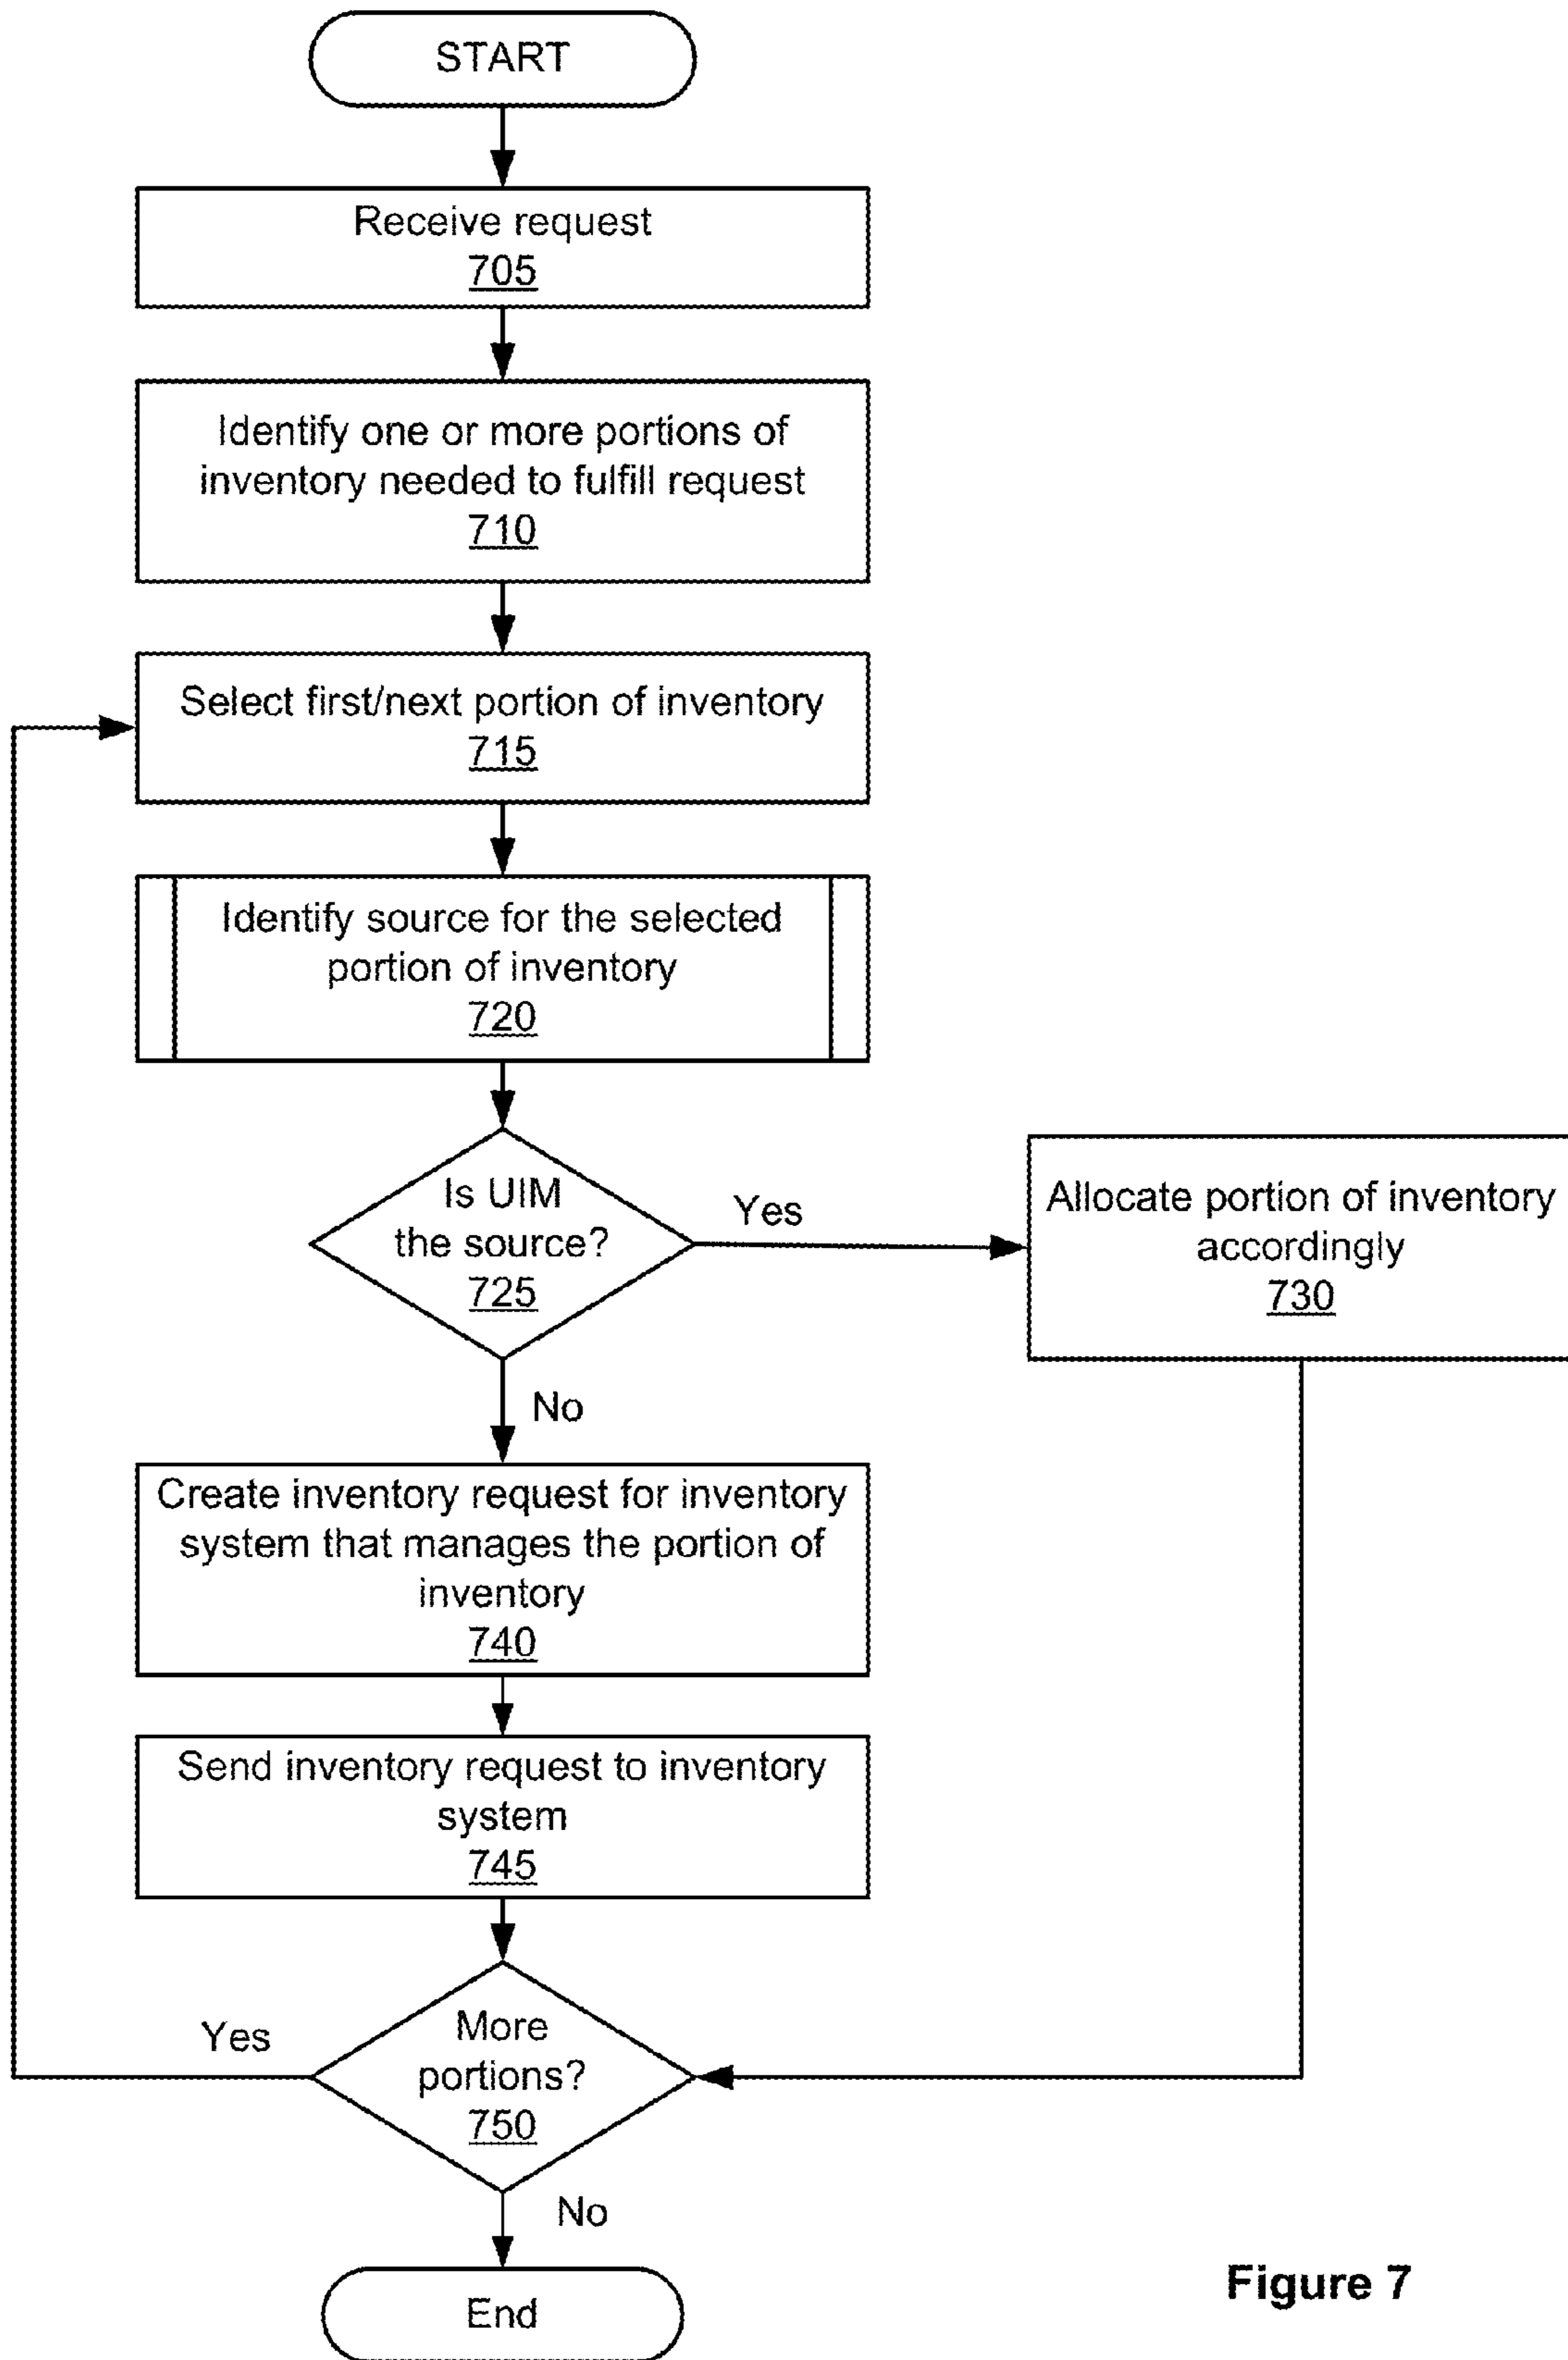 START
Receive request
705
Identify one or more portions of
inventory needed to fulfill request
710
Select first/next portion of inventory
715
Identify source for the selected
portion of inventory
720
Is UIM
the source?
725
Yes
Allocate portion of inventory
accordingly
730
No
Create inventory request for inventory
system that manages the portion of
inventory
740
Send inventory request to inventory
system
745
Yes
More
portions?
750
No
End
Figure 7